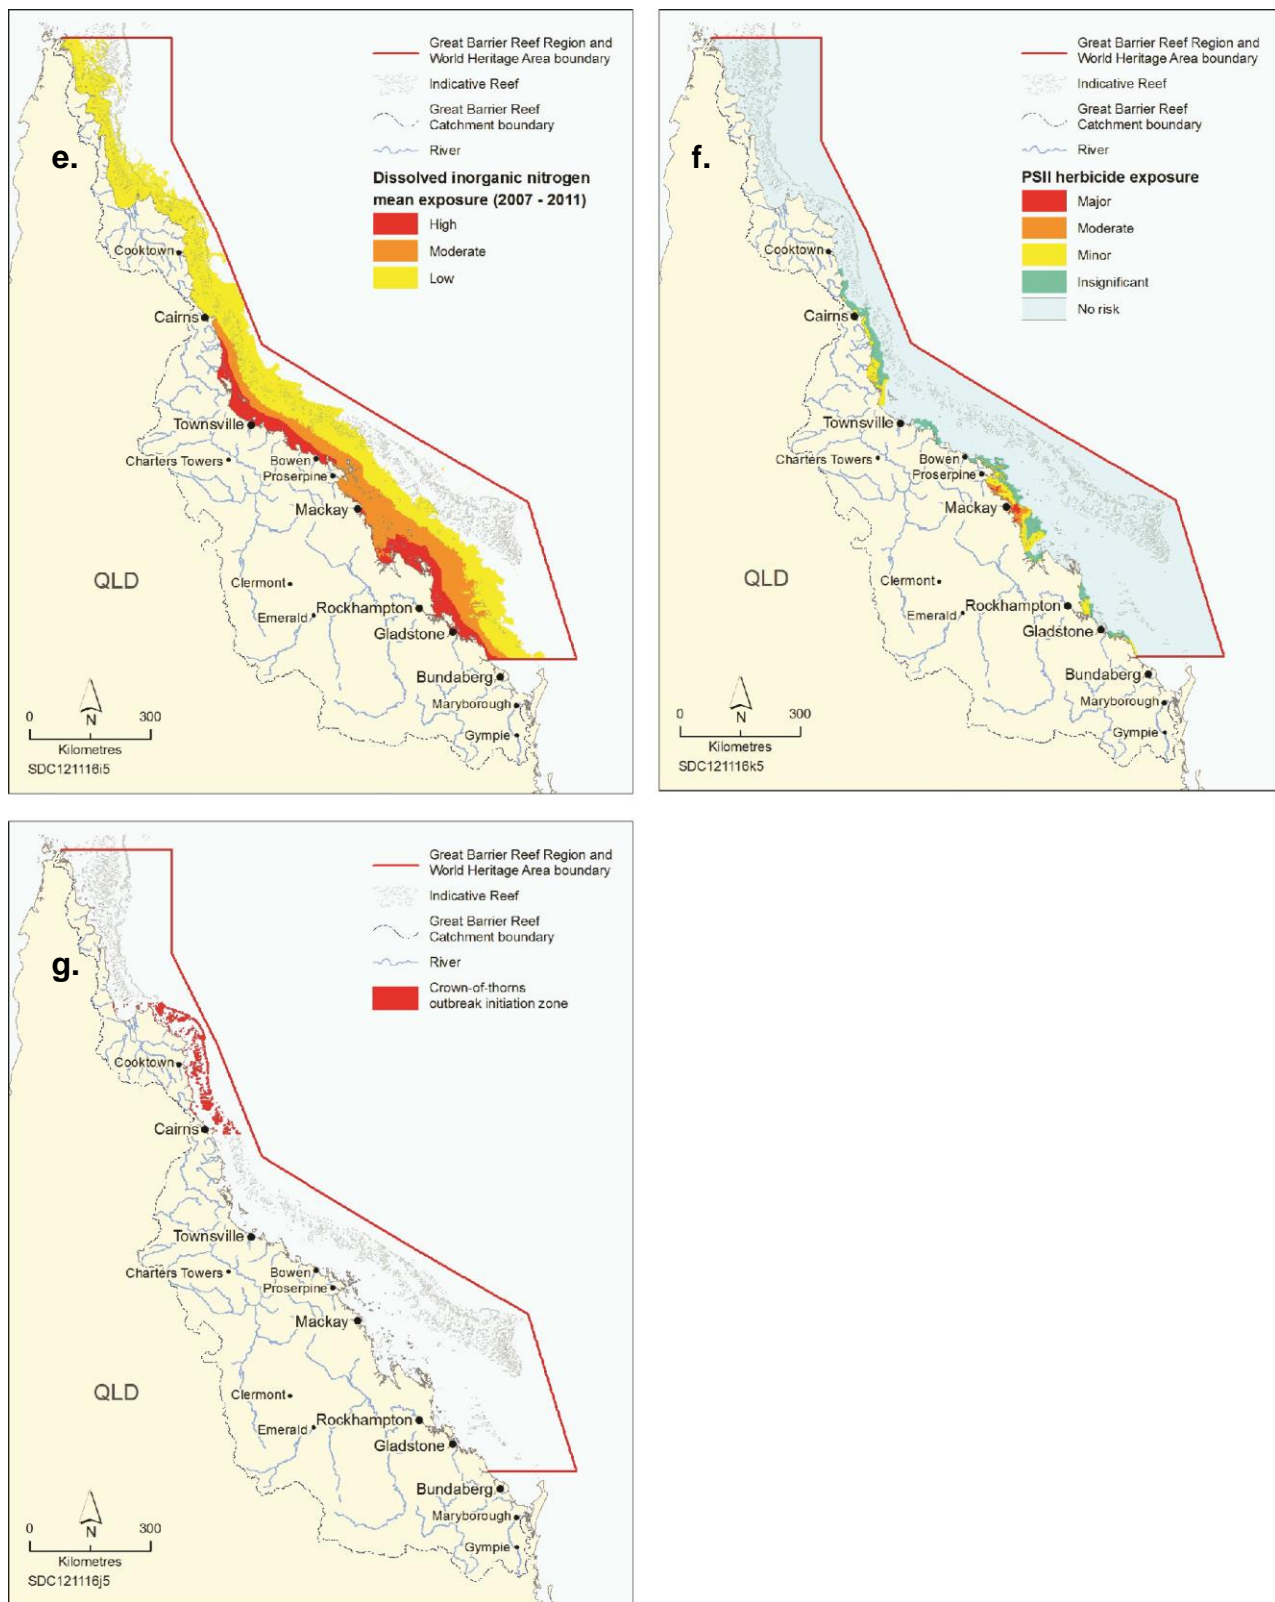 e.
Great Barrier Reef Region and
World Heritage Area boundary
Indicative Reef
Great Barrier Reef
Catchment boundary
River
Dissolved inorganic nitrogen
mean exposure (2007 - 2011)
High
Moderate
Low
Cooktown
Cairns
Townsville
Charters Towers
Bowen
Proserpine
Mackay
QLD
Clermont
Emerald
Rockhampton
Gladstone
Bundaberg
Maryborough
Gympie
0 300
N
Kilometres
SDC121116i5
f.
Great Barrier Reef Region and
World Heritage Area boundary
Indicative Reef
Great Barrier Reef
Catchment boundary
River
PSII herbicide exposure
Major
Moderate
Minor
Insignificant
No risk
Cooktown
Cairns
Townsville
Charters Towers
Bowen
Proserpine
Mackay
QLD
Clermont
Emerald
Rockhampton
Gladstone
Bundaberg
Maryborough
Gympie
0 300
N
Kilometres
SDC121116k5
g.
Great Barrier Reef Region and
World Heritage Area boundary
Indicative Reef
Great Barrier Reef
Catchment boundary
River
Crown-of-thorns
outbreak initiation zone
Cooktown
Cairns
Townsville
Charters Towers
Bowen
Proserpine
Mackay
QLD
Clermont
Emerald
Rockhampton
Gladstone
Bundaberg
Maryborough
Gympie
0 300
N
Kilometres
SDC121116j5